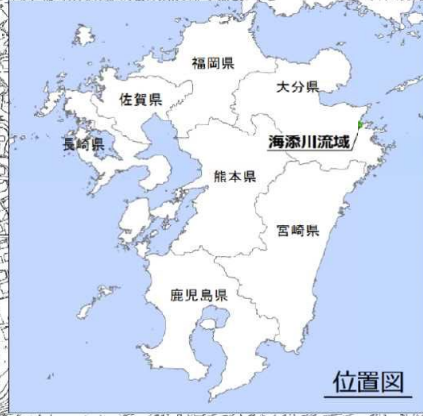 福岡県
大分県
佐賀県
長崎県
海添川流域
熊本県
宮崎県
鹿児島県
位置図